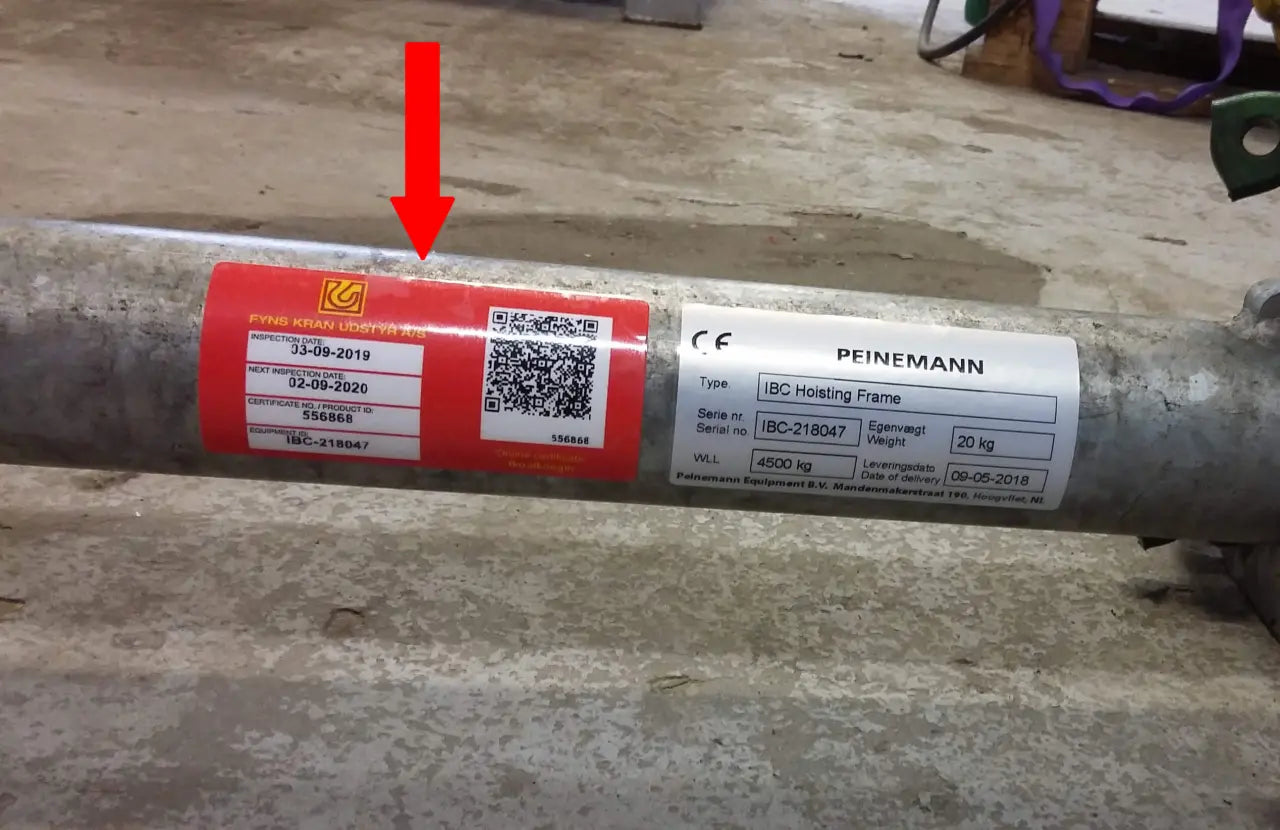 FYNS KRAN UDSTYR A/S
INSPECTION DATE:
03-09-2019
NEXT INSPECTION DATE:
02-09-2020
CERTIFICATE NO. / PRODUCT ID:
556868
EQUIPMENT ID:
IBC-218047
556868
Online certificate
CE
PEINEMANN
Type. IBC Hoisting Frame
Serie nr.
Serial no IBC-218047
Egenvægt
Weight 20 kg
WLL 4500 kg
Leveringsdato
Date of delivery 09-05-2018
Peinemann Equipment B.V. Mandenmakerstraat 190, Hoogvliet, NL